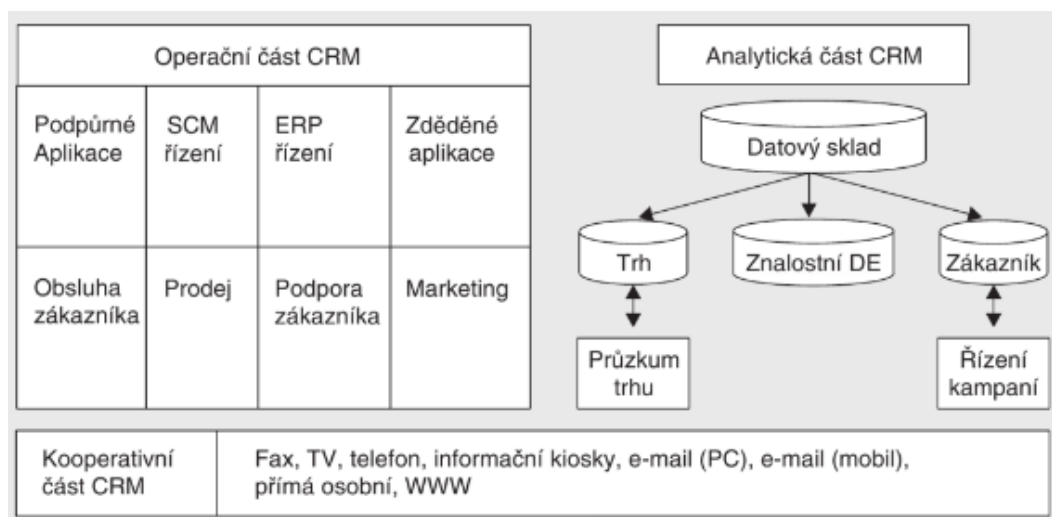 Operační část CRM
Podpůrné
Aplikace
SCM
řízení
ERP
řízení
Zděděné
aplikace
Obsluha
zákazníka
Prodej
Podpora
zákazníka
Marketing
Analytická část CRM
Datový sklad
Trh
Znalostní DE
Zákazník
Průzkum
trhu
Řízení
kampaní
Kooperativní
část CRM
Fax, TV, telefon, informační kiosky, e-mail (PC), e-mail (mobil),
přímá osobní, WWW